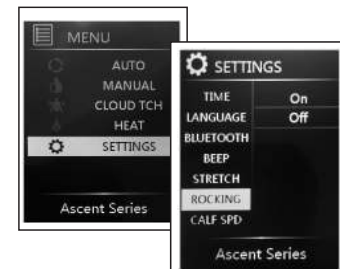 MENU
AUTO
MANUAL
CLOUD TCH
HEAT
SETTINGS
Ascent Series
SETTINGS
TIME On
LANGUAGE Off
BLUETOOTH
BEEP
STRETCH
ROCKING
CALF SPD
Ascent Series